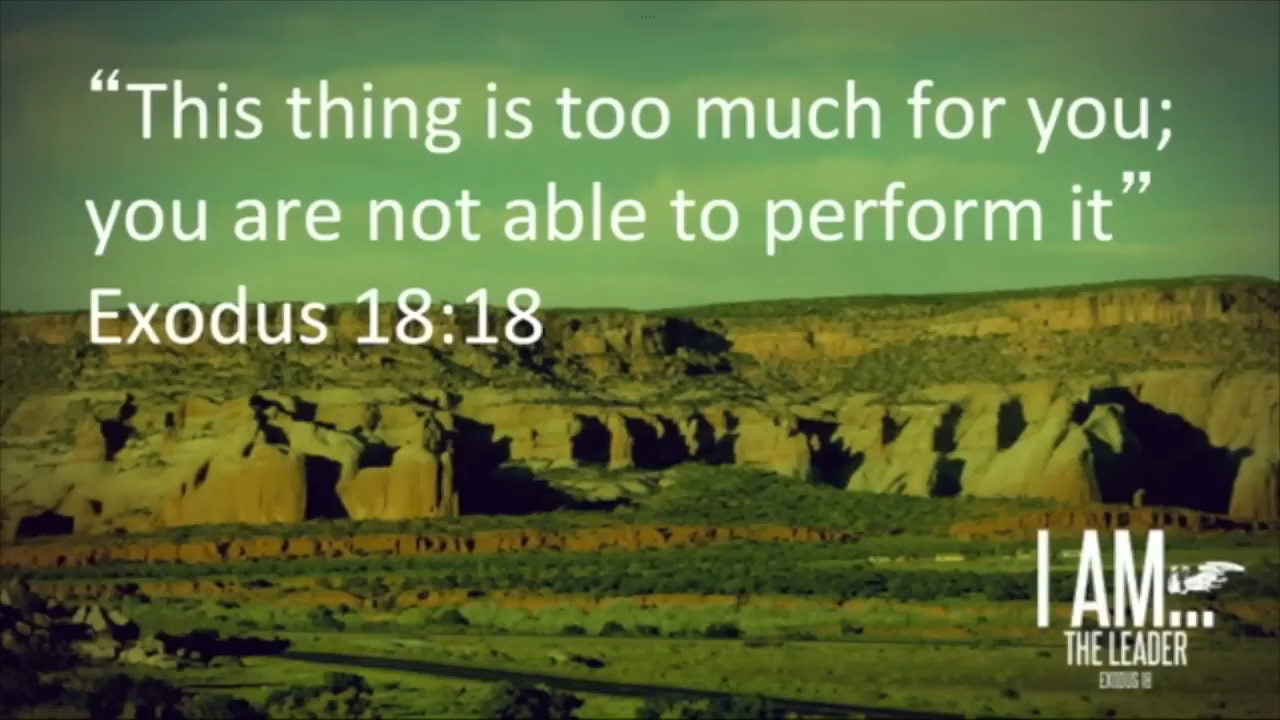 “This thing is too much for you;
you are not able to perform it”
Exodus 18:18
I AM...
THE LEADER
EXODUS 18